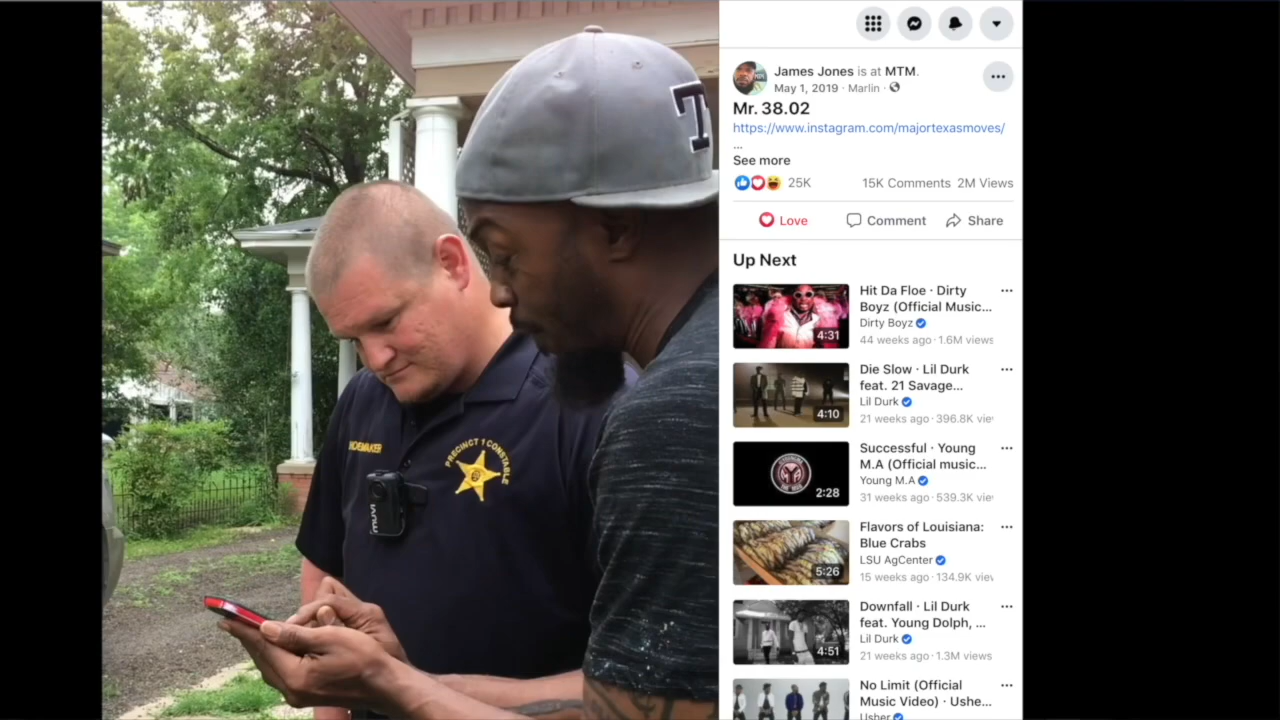 T
HOEMAKER
PRECINCT 1 CONSTABLE
muvi
James Jones is at MTM.
May 1, 2019 · Marlin ·
Mr. 38.02
https://www.instagram.com/majortexasmoves/
...
See more
25K
15K Comments 2M Views
Love
Comment
Share
Up Next
Hit Da Floe · Dirty
Boyz (Official Music...
Dirty Boyz
44 weeks ago · 1.6M views
4:31
Die Slow · Lil Durk
feat. 21 Savage...
Lil Durk
21 weeks ago · 396.8K vie
4:10
Successful · Young
M.A (Official music...
Young M.A
31 weeks ago · 539.3K vie
2:28
Flavors of Louisiana:
Blue Crabs
LSU AgCenter
15 weeks ago · 134.9K view
5:26
Downfall · Lil Durk
feat. Young Dolph, ...
Lil Durk
21 weeks ago · 1.3M views
4:51
No Limit (Official
Music Video) · Ushe...
Usher